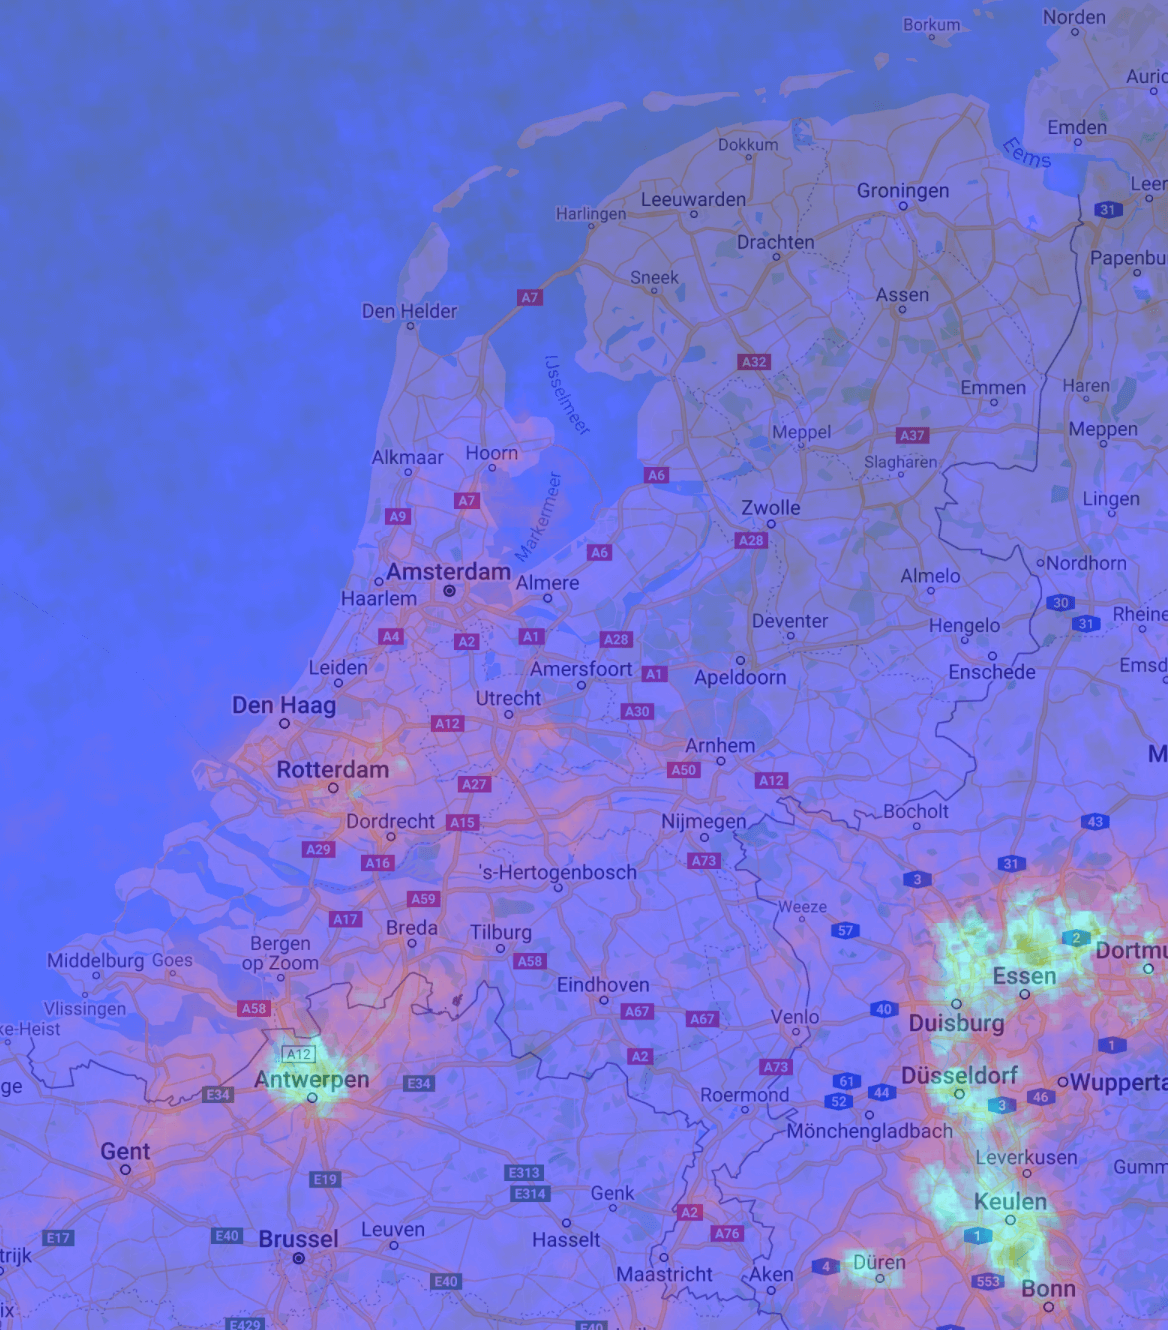 Borkum
Norden
Auric
Emden
Eems
Dokkum
Leer
Groningen
Leeuwarden
31
Harlingen
Drachten
Papenbu
Sneek
A7
Assen
Den Helder
IJsselmeer
A32
Emmen
Haren
Meppel
A37
Meppen
Alkmaar
Hoorn
Slagharen
A6
A7
Lingen
A9
Markermeer
Zwolle
A28
A6
Amsterdam
Nordhorn
Almere
Almelo
Haarlem
30
Rheine
31
Deventer
Hengelo
A4
A2
A1
A28
Leiden
Amersfoort
A1
Apeldoorn
Enschede
Emsd
Den Haag
Utrecht
A30
A12
Arnhem
M
Rotterdam
A50
A12
A27
Bocholt
Dordrecht
A15
Nijmegen
43
A29
A16
A73
31
's-Hertogenbosch
3
A59
Weeze
A17
Breda
Tilburg
57
2
Bergen
op Zoom
Dortmu
Middelburg
Goes
A58
Essen
Eindhoven
Vlissingen
A58
A67
A67
Venlo
40
Duisburg
ke-Heist
A12
A2
1
Antwerpen
E34
A73
61
Düsseldorf
Wupperta
ge
E34
Roermond
52
44
3
46
Mönchengladbach
Gent
Leverkusen
E19
E313
Gumm
E314
Genk
Keulen
A2
E17
E40
Brussel
Leuven
Hasselt
A76
1
trijk
Maastricht
Aken
4
Düren
E40
553
Bonn
ix
E429
E40